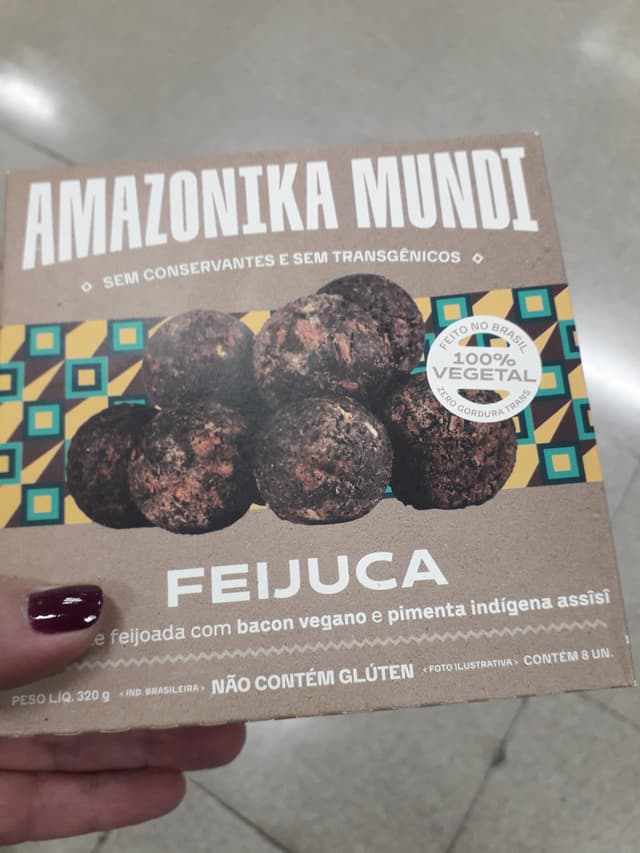 AMAZONIKA MUNDI
SEM CONSERVANTES E SEM TRANSGÊNICOS
FEITO NO BRASIL
100%
VEGETAL
ZERO GORDURA TRANS
FEIJUCA
feijoada com bacon vegano e pimenta indígena assîsî
PESO LÍQ. 320 g <IND. BRASILEIRA> NÃO CONTÉM GLÚTEN <FOTO ILUSTRATIVA> CONTÉM 8 UN.